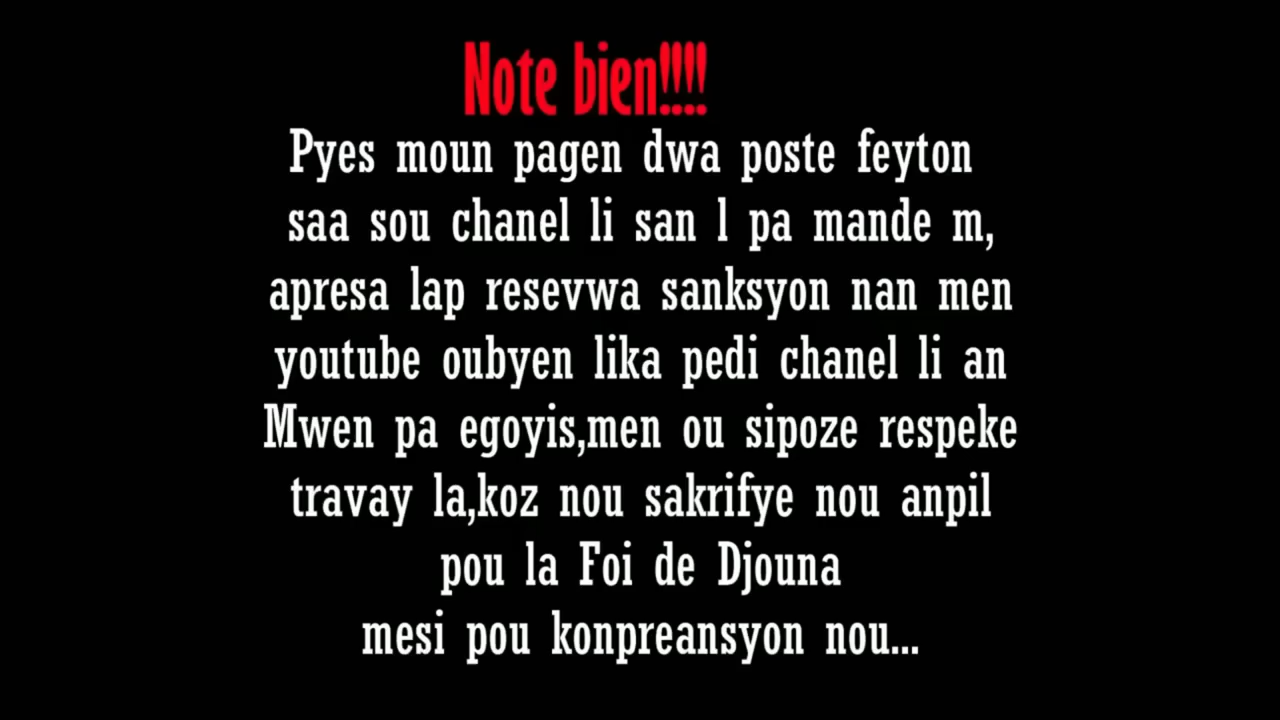 Note bien!!!!
Pyes moun pagen dwa poste feyton
saa sou chanel li san l pa mande m,
apresa lap resevwa sanksyon nan men
youtube oubyen lika pedi chanel li an
Mwen pa egoyis,men ou sipoze respeke
travay la,koz nou sakrifye nou anpil
pou la Foi de Djouna
mesi pou konpreansyon nou...